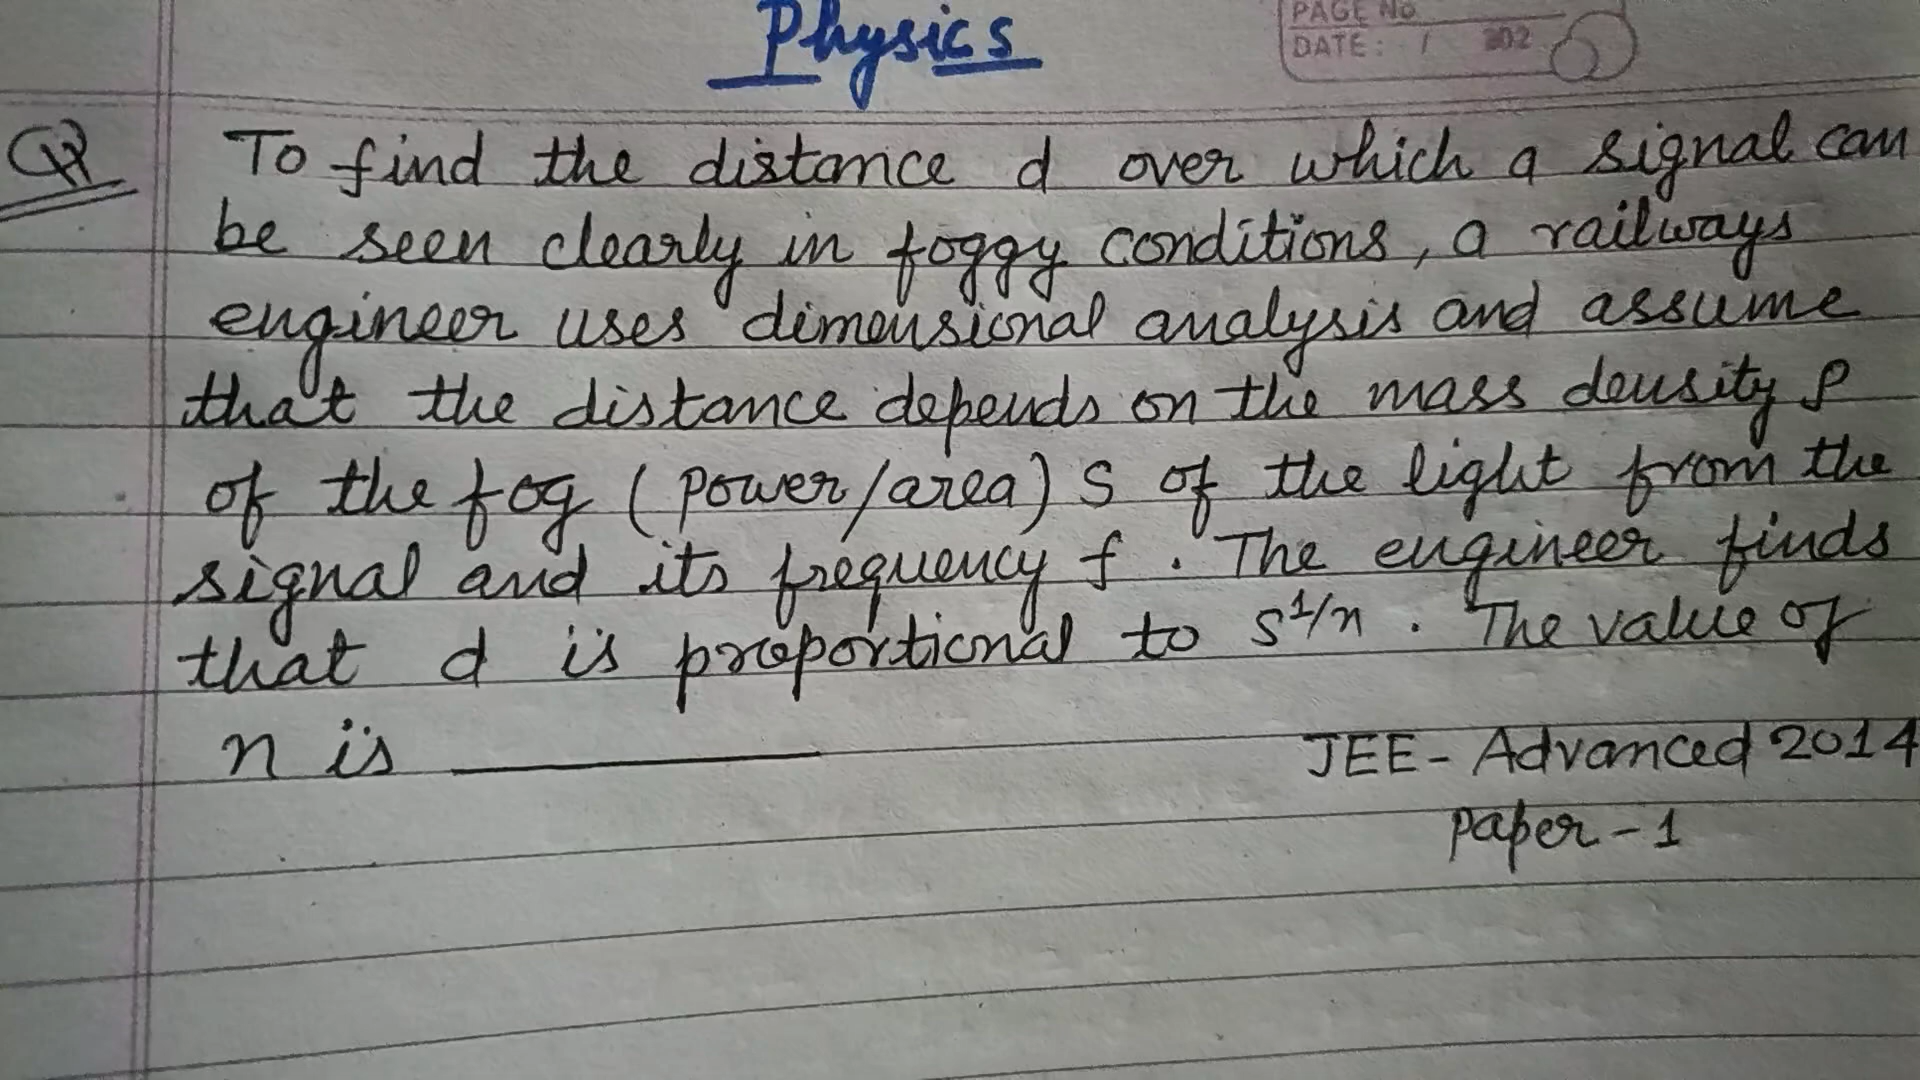 Physics
PAGE No.
DATE: / 202
Q
To find the distance d over which a signal can
be seen clearly in foggy conditions, a railways
engineer uses dimensional analysis and assume
that the distance depends on the mass density ρ
of the fog (power/area) S of the light from the
signal and its frequency f. The engineer finds
that d is proportional to S^1/n. The value of
n is ________
JEE - Advanced 2014
paper - 1